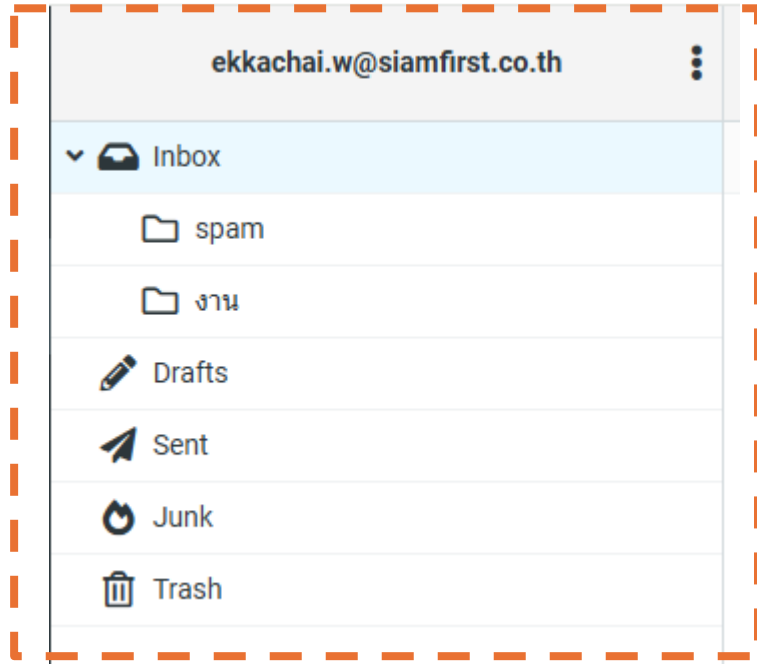 ekkachai.w@siamfirst.co.th
Inbox
spam
งาน
Drafts
Sent
Junk
Trash